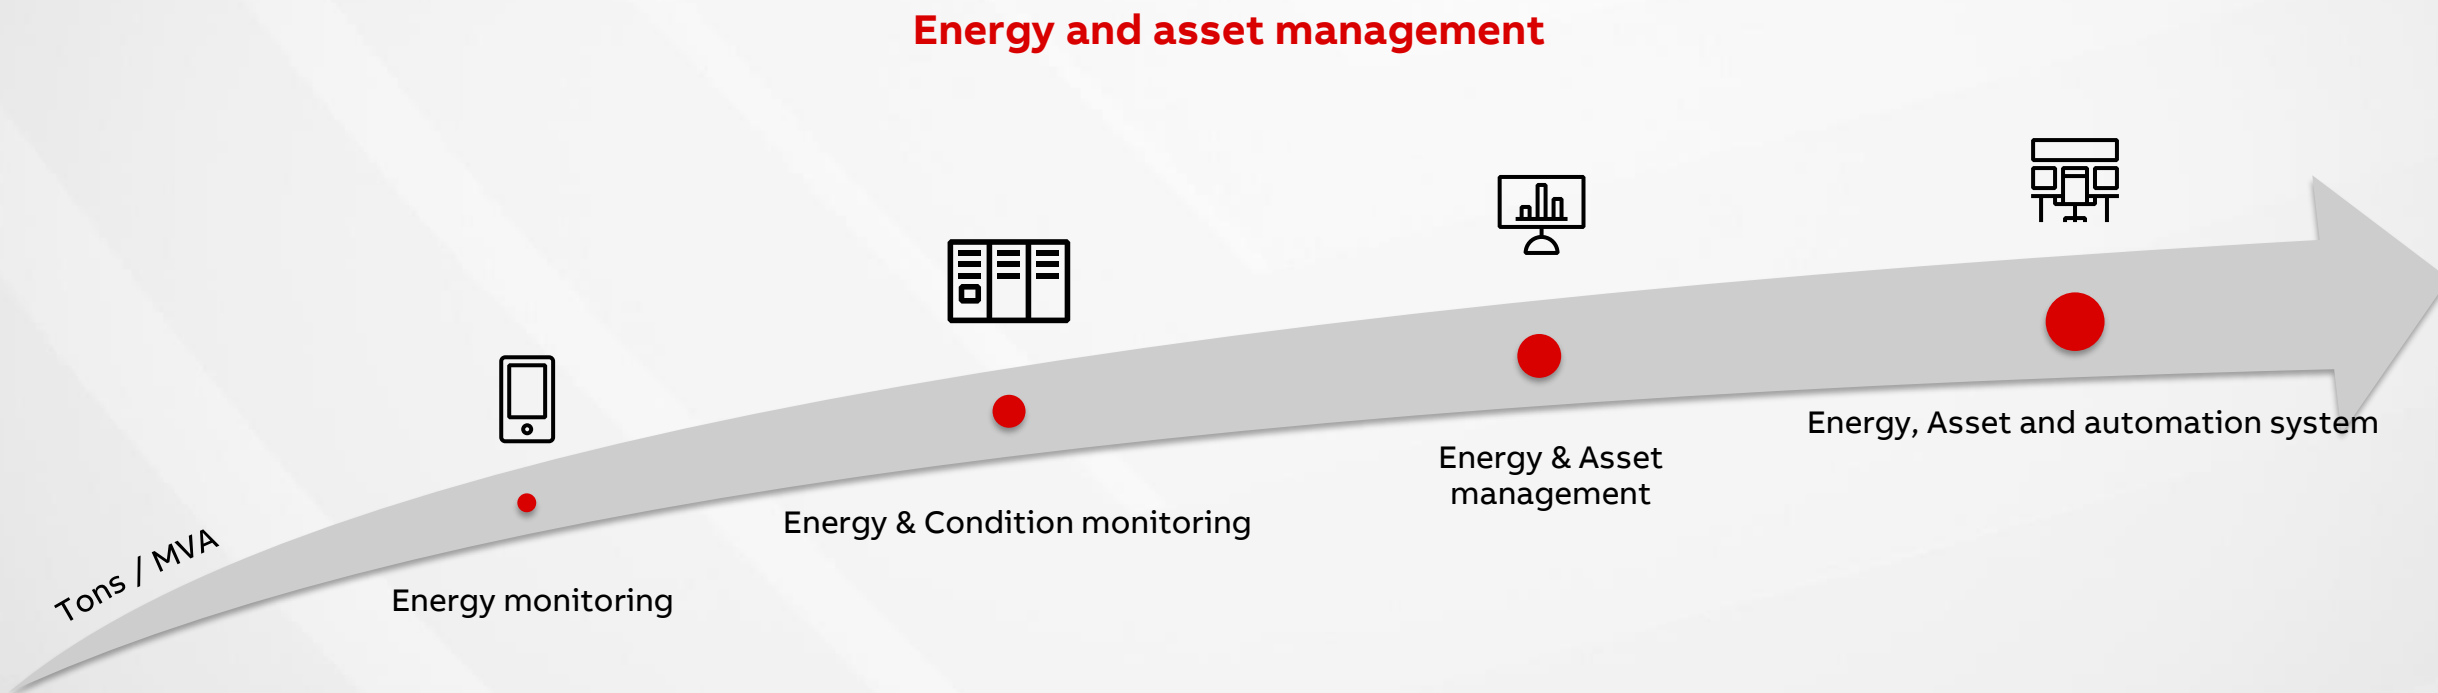 Energy and asset management
Tons / MVA
Energy monitoring
Energy & Condition monitoring
Energy & Asset
management
Energy, Asset and automation system